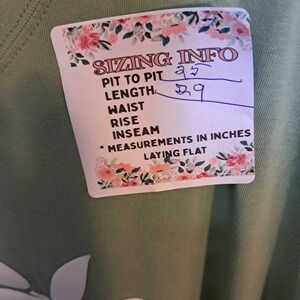 SIZING INFO
PIT TO PIT 25
LENGTH 29
WAIST
RISE
INSEAM
* MEASUREMENTS IN INCHES
LAYING FLAT